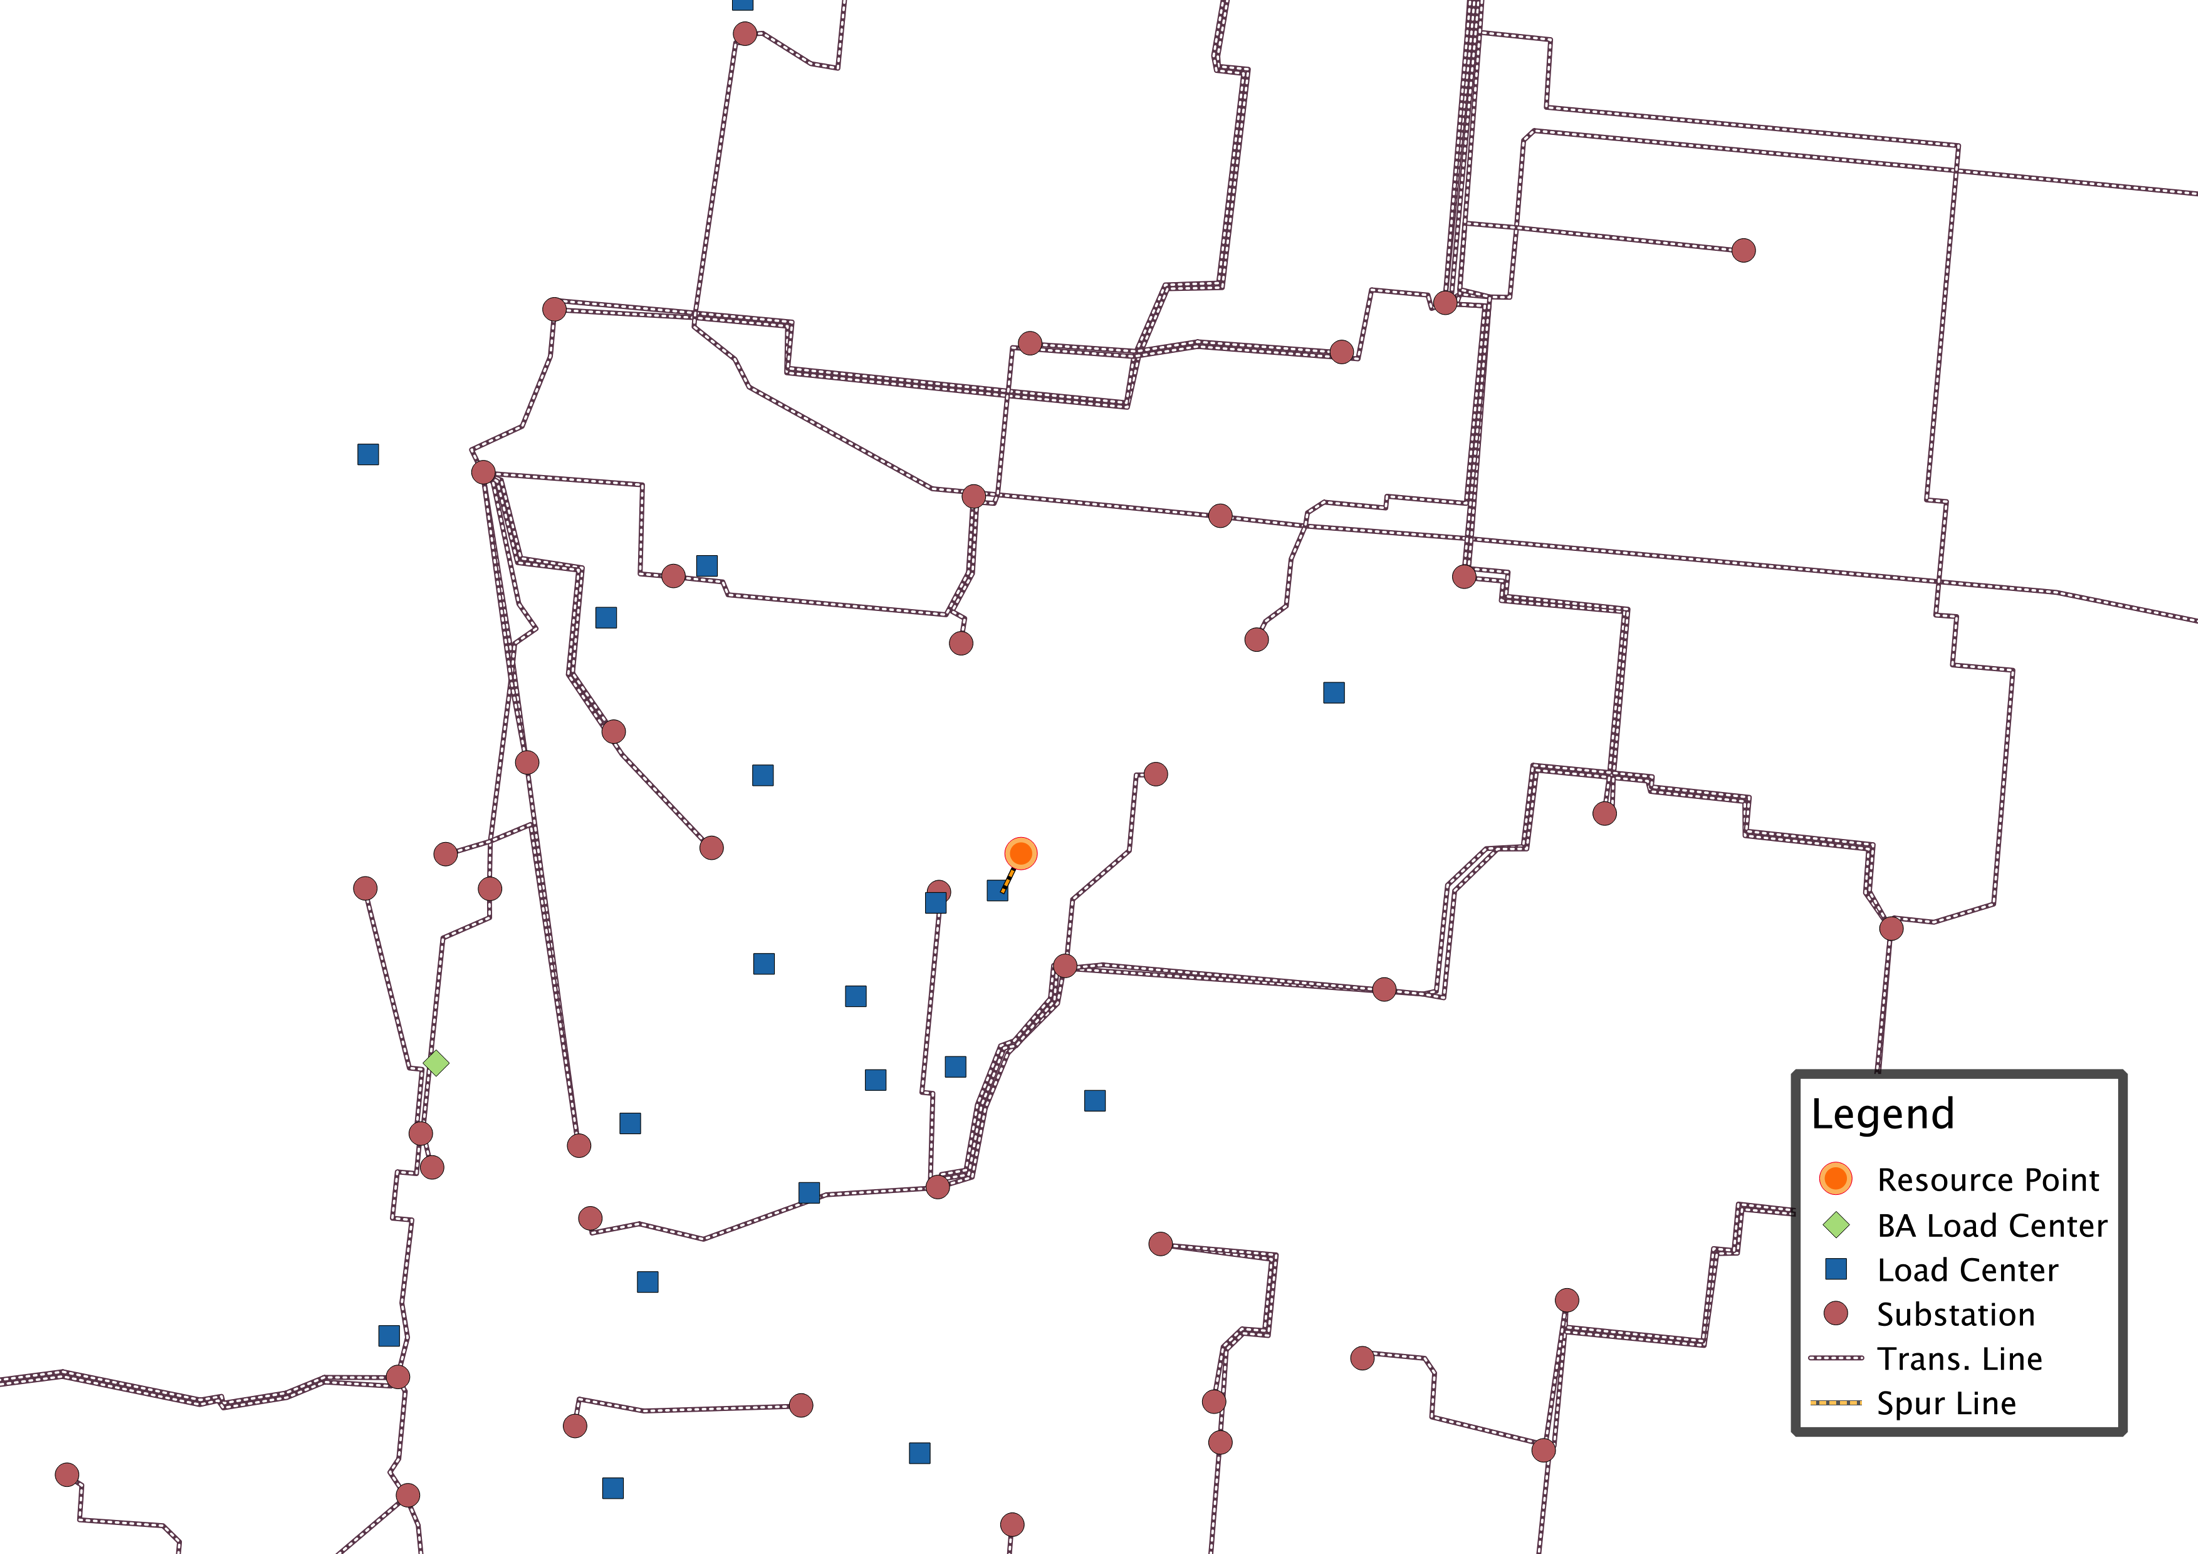 Legend
Resource Point
BA Load Center
Load Center
Substation
Trans. Line
Spur Line